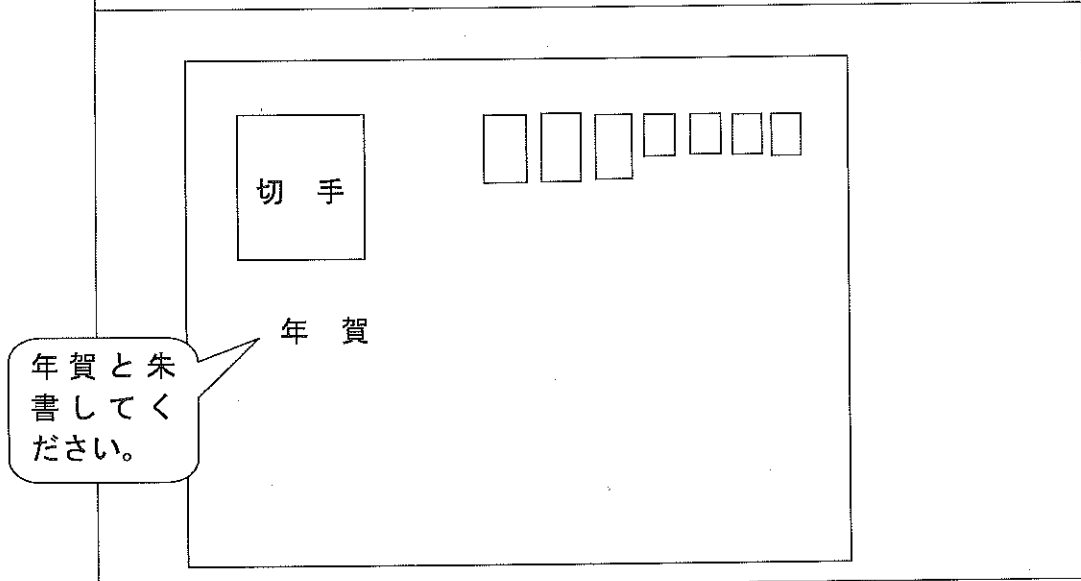 切 手
年 賀
年賀と朱
書してく
ださい。